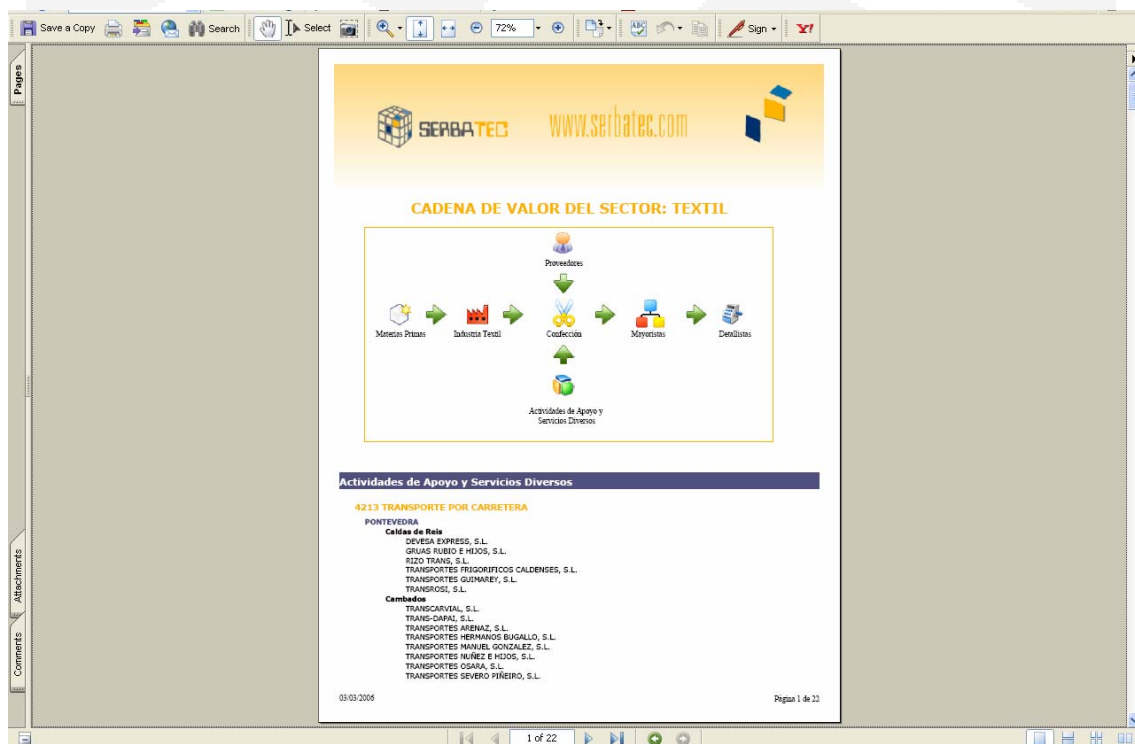 Save a Copy Search Select 72% Sign Y!
Pages
SERBATEC www.serbatec.com
CADENA DE VALOR DEL SECTOR: TEXTIL
Proveedores
Materias Primas Industria Textil Confección Mayoristas Detallistas
Actividades de Apoyo y
Servicios Diversos
Actividades de Apoyo y Servicios Diversos
4213 TRANSPORTE POR CARRETERA
PONTEVEDRA
Caldas de Reis
DEVESA EXPRESS, S.L.
GRUAS RUBIO E HIJOS, S.L.
RIZO TRANS, S.L.
TRANSPORTES FRIGORIFICOS CALDENSES, S.L.
TRANSPORTES GUIMAREY, S.L.
TRANSROSI, S.L.
Cambados
TRANSCARVIAL, S.L.
TRANS-DAPAI, S.L.
TRANSPORTES ARENAZ, S.L.
TRANSPORTES HERMANOS BUGALLO, S.L.
TRANSPORTES MANUEL GONZALEZ, S.L.
TRANSPORTES NUÑEZ E HIJOS, S.L.
TRANSPORTES OSARA, S.L.
TRANSPORTES SEVERO PIÑEIRO, S.L.
03/03/2006 Página 1 de 22
Attachments
Comments
1 of 22